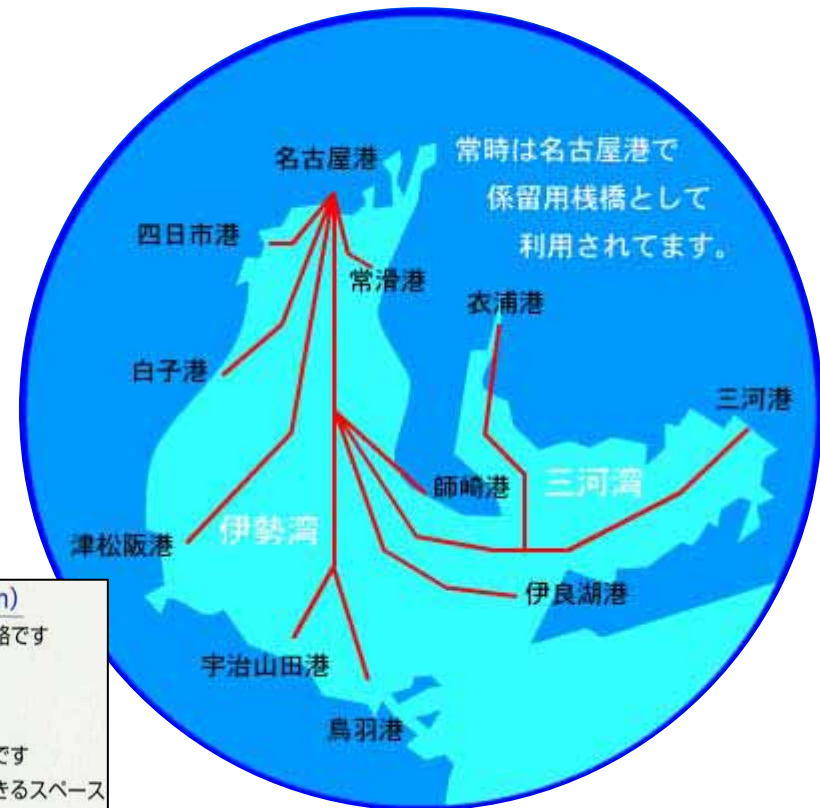 名古屋港
常時は名古屋港で
係留用桟橋として
利用されてます。
四日市港
常滑港
衣浦港
白子港
三河港
師崎港
三河湾
津松阪港
伊勢湾
伊良湖港
宇治山田港
鳥羽港
)
です
です
きるスペース